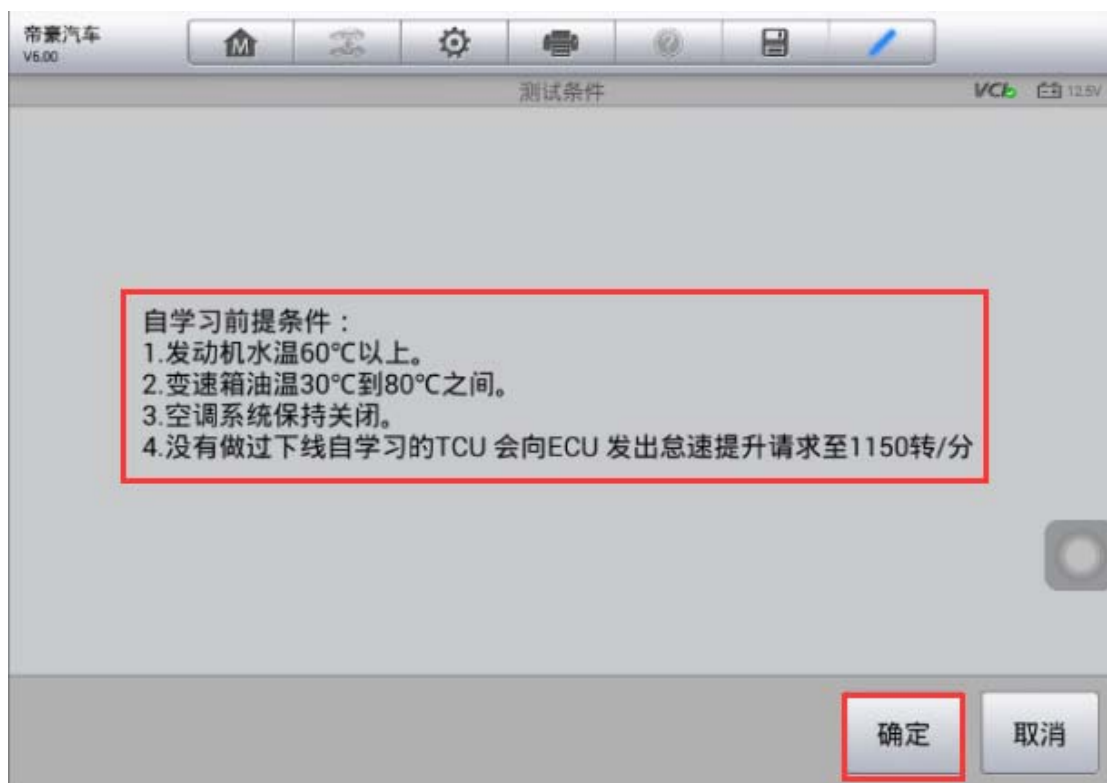 帝豪汽车
V6.00
测试条件
VCI
12.5V
自学习前提条件：
1.发动机水温60℃以上。
2.变速箱油温30℃到80℃之间。
3.空调系统保持关闭。
4.没有做过下线自学习的TCU 会向ECU 发出怠速提升请求至1150转/分
确定
取消